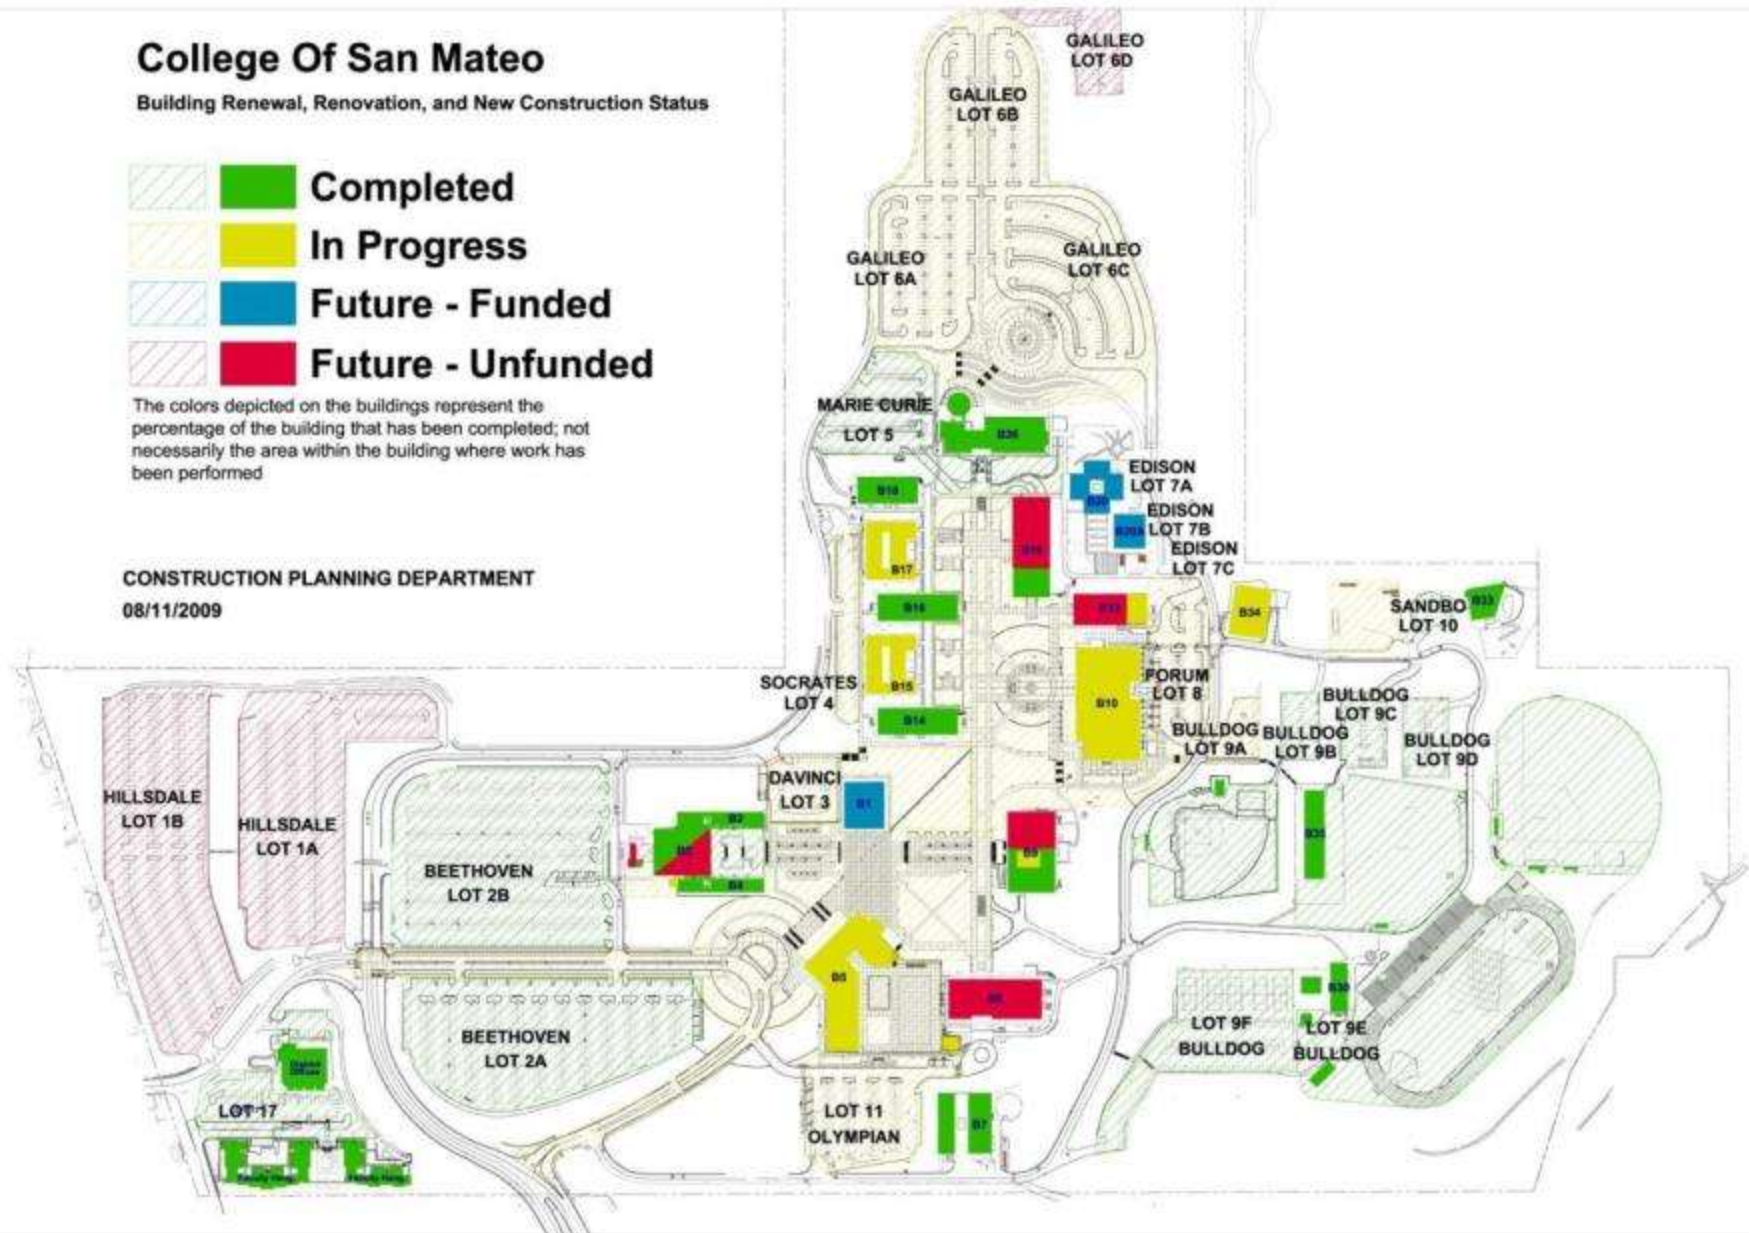 College Of San Mateo
Building Renewal, Renovation, and New Construction Status
Completed
In Progress
Future - Funded
Future - Unfunded
The colors depicted on the buildings represent the
percentage of the building that has been completed; not
necessarily the area within the building where work has
been performed
CONSTRUCTION PLANNING DEPARTMENT
08/11/2009
GALILEO
LOT 6D
GALILEO
LOT 6B
GALILEO
LOT 6A
GALILEO
LOT 6C
MARIE CURIE
LOT 5
B36
B18
EDISON
LOT 7A
EDISON
LOT 7B
EDISON
LOT 7C
B17
B16
B34
SANDBO
LOT 10
B33
SOCRATES
LOT 4
B15
B14
B10
FORUM
LOT 8
BULLDOG
LOT 9A
BULLDOG
LOT 9B
BULLDOG
LOT 9C
BULLDOG
LOT 9D
HILLSDALE
LOT 1B
HILLSDALE
LOT 1A
DAVINCI
LOT 3
B1
B2
B4
B9
B35
BEETHOVEN
LOT 2B
BEETHOVEN
LOT 2A
B5
B30
LOT 9F
BULLDOG
LOT 9E
BULLDOG
LOT 17
LOT 11
OLYMPIAN
B7